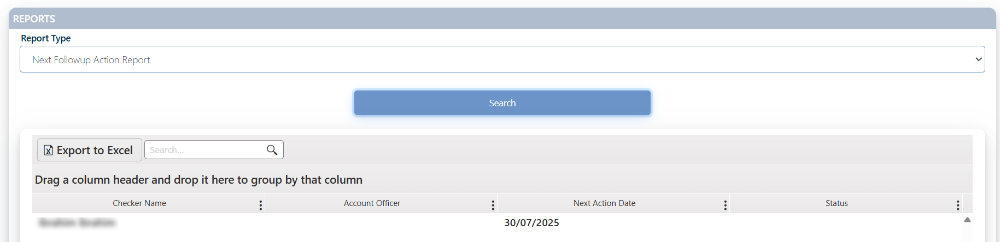 REPORTS
Report Type
Next Followup Action Report
Search
Export to Excel Search...
Drag a column header and drop it here to group by that column
Checker Name Account Officer Next Action Date Status
30/07/2025